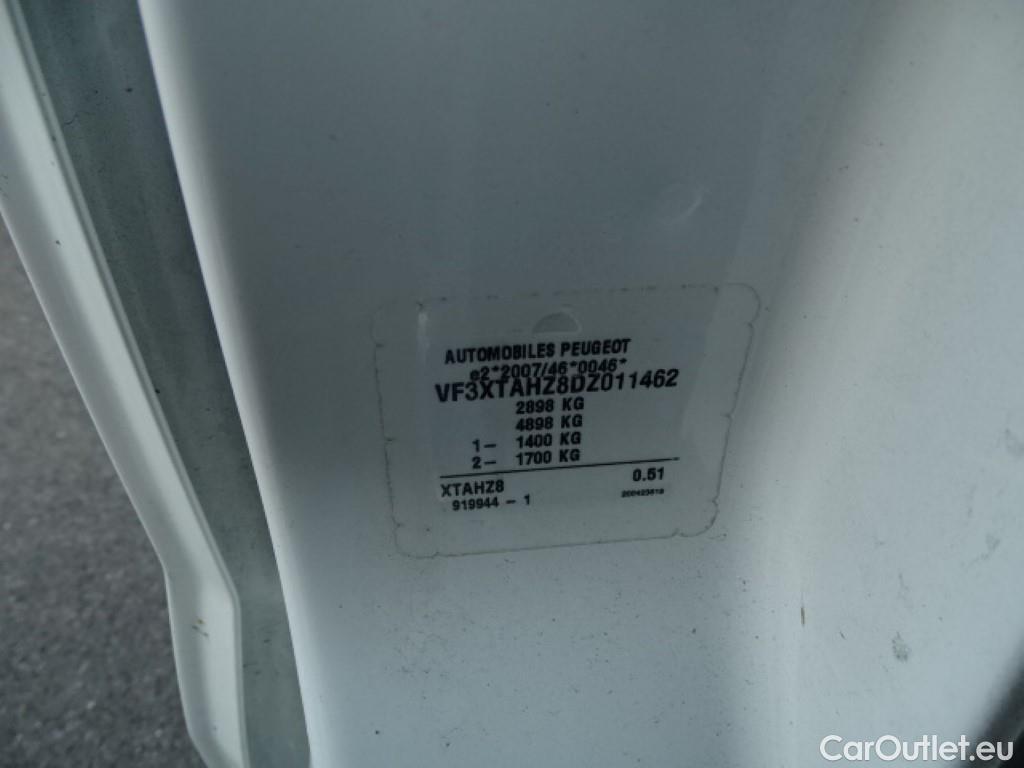 AUTOMOBILES PEUGEOT
e2*2007/46*0046*
VF3XTAHZ8DZ011462
2898 KG
4898 KG
1- 1400 KG
2- 1700 KG
XTAHZ8 0.51
919944 - 1
CarOutlet.eu